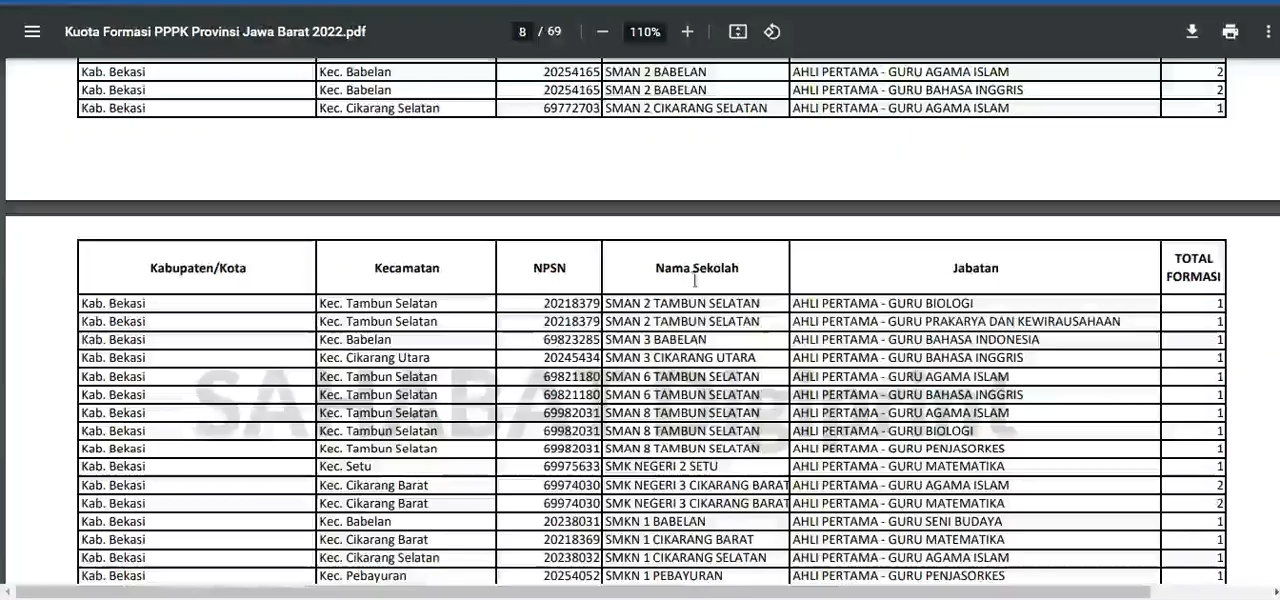 Kuota Formasi PPPK Provinsi Jawa Barat 2022.pdf 8 / 69 110%
Kab. Bekasi Kec. Babelan 20254165 SMAN 2 BABELAN AHLI PERTAMA - GURU AGAMA ISLAM 2
Kab. Bekasi Kec. Babelan 20254165 SMAN 2 BABELAN AHLI PERTAMA - GURU BAHASA INGGRIS 2
Kab. Bekasi Kec. Cikarang Selatan 69772703 SMAN 2 CIKARANG SELATAN AHLI PERTAMA - GURU AGAMA ISLAM 1
Kabupaten/Kota Kecamatan NPSN Nama Sekolah Jabatan TOTAL FORMASI
Kab. Bekasi Kec. Tambun Selatan 20218379 SMAN 2 TAMBUN SELATAN AHLI PERTAMA - GURU BIOLOGI 1
Kab. Bekasi Kec. Tambun Selatan 20218379 SMAN 2 TAMBUN SELATAN AHLI PERTAMA - GURU PRAKARYA DAN KEWIRAUSAHAAN 1
Kab. Bekasi Kec. Babelan 69823285 SMAN 3 BABELAN AHLI PERTAMA - GURU BAHASA INDONESIA 1
Kab. Bekasi Kec. Cikarang Utara 20245434 SMAN 3 CIKARANG UTARA AHLI PERTAMA - GURU BAHASA INGGRIS 1
Kab. Bekasi Kec. Tambun Selatan 69821180 SMAN 6 TAMBUN SELATAN AHLI PERTAMA - GURU AGAMA ISLAM 1
Kab. Bekasi Kec. Tambun Selatan 69821180 SMAN 6 TAMBUN SELATAN AHLI PERTAMA - GURU BAHASA INGGRIS 1
Kab. Bekasi Kec. Tambun Selatan 69982031 SMAN 8 TAMBUN SELATAN AHLI PERTAMA - GURU AGAMA ISLAM 1
Kab. Bekasi Kec. Tambun Selatan 69982031 SMAN 8 TAMBUN SELATAN AHLI PERTAMA - GURU BIOLOGI 1
Kab. Bekasi Kec. Tambun Selatan 69982031 SMAN 8 TAMBUN SELATAN AHLI PERTAMA - GURU PENJASORKES 1
Kab. Bekasi Kec. Setu 69975633 SMK NEGERI 2 SETU AHLI PERTAMA - GURU MATEMATIKA 1
Kab. Bekasi Kec. Cikarang Barat 69974030 SMK NEGERI 3 CIKARANG BARAT AHLI PERTAMA - GURU AGAMA ISLAM 2
Kab. Bekasi Kec. Cikarang Barat 69974030 SMK NEGERI 3 CIKARANG BARAT AHLI PERTAMA - GURU MATEMATIKA 2
Kab. Bekasi Kec. Babelan 20238031 SMKN 1 BABELAN AHLI PERTAMA - GURU SENI BUDAYA 1
Kab. Bekasi Kec. Cikarang Barat 20218369 SMKN 1 CIKARANG BARAT AHLI PERTAMA - GURU MATEMATIKA 1
Kab. Bekasi Kec. Cikarang Selatan 20238032 SMKN 1 CIKARANG SELATAN AHLI PERTAMA - GURU AGAMA ISLAM 1
Kab. Bekasi Kec. Pebayuran 20254052 SMKN 1 PEBAYURAN AHLI PERTAMA - GURU PENJASORKES 1